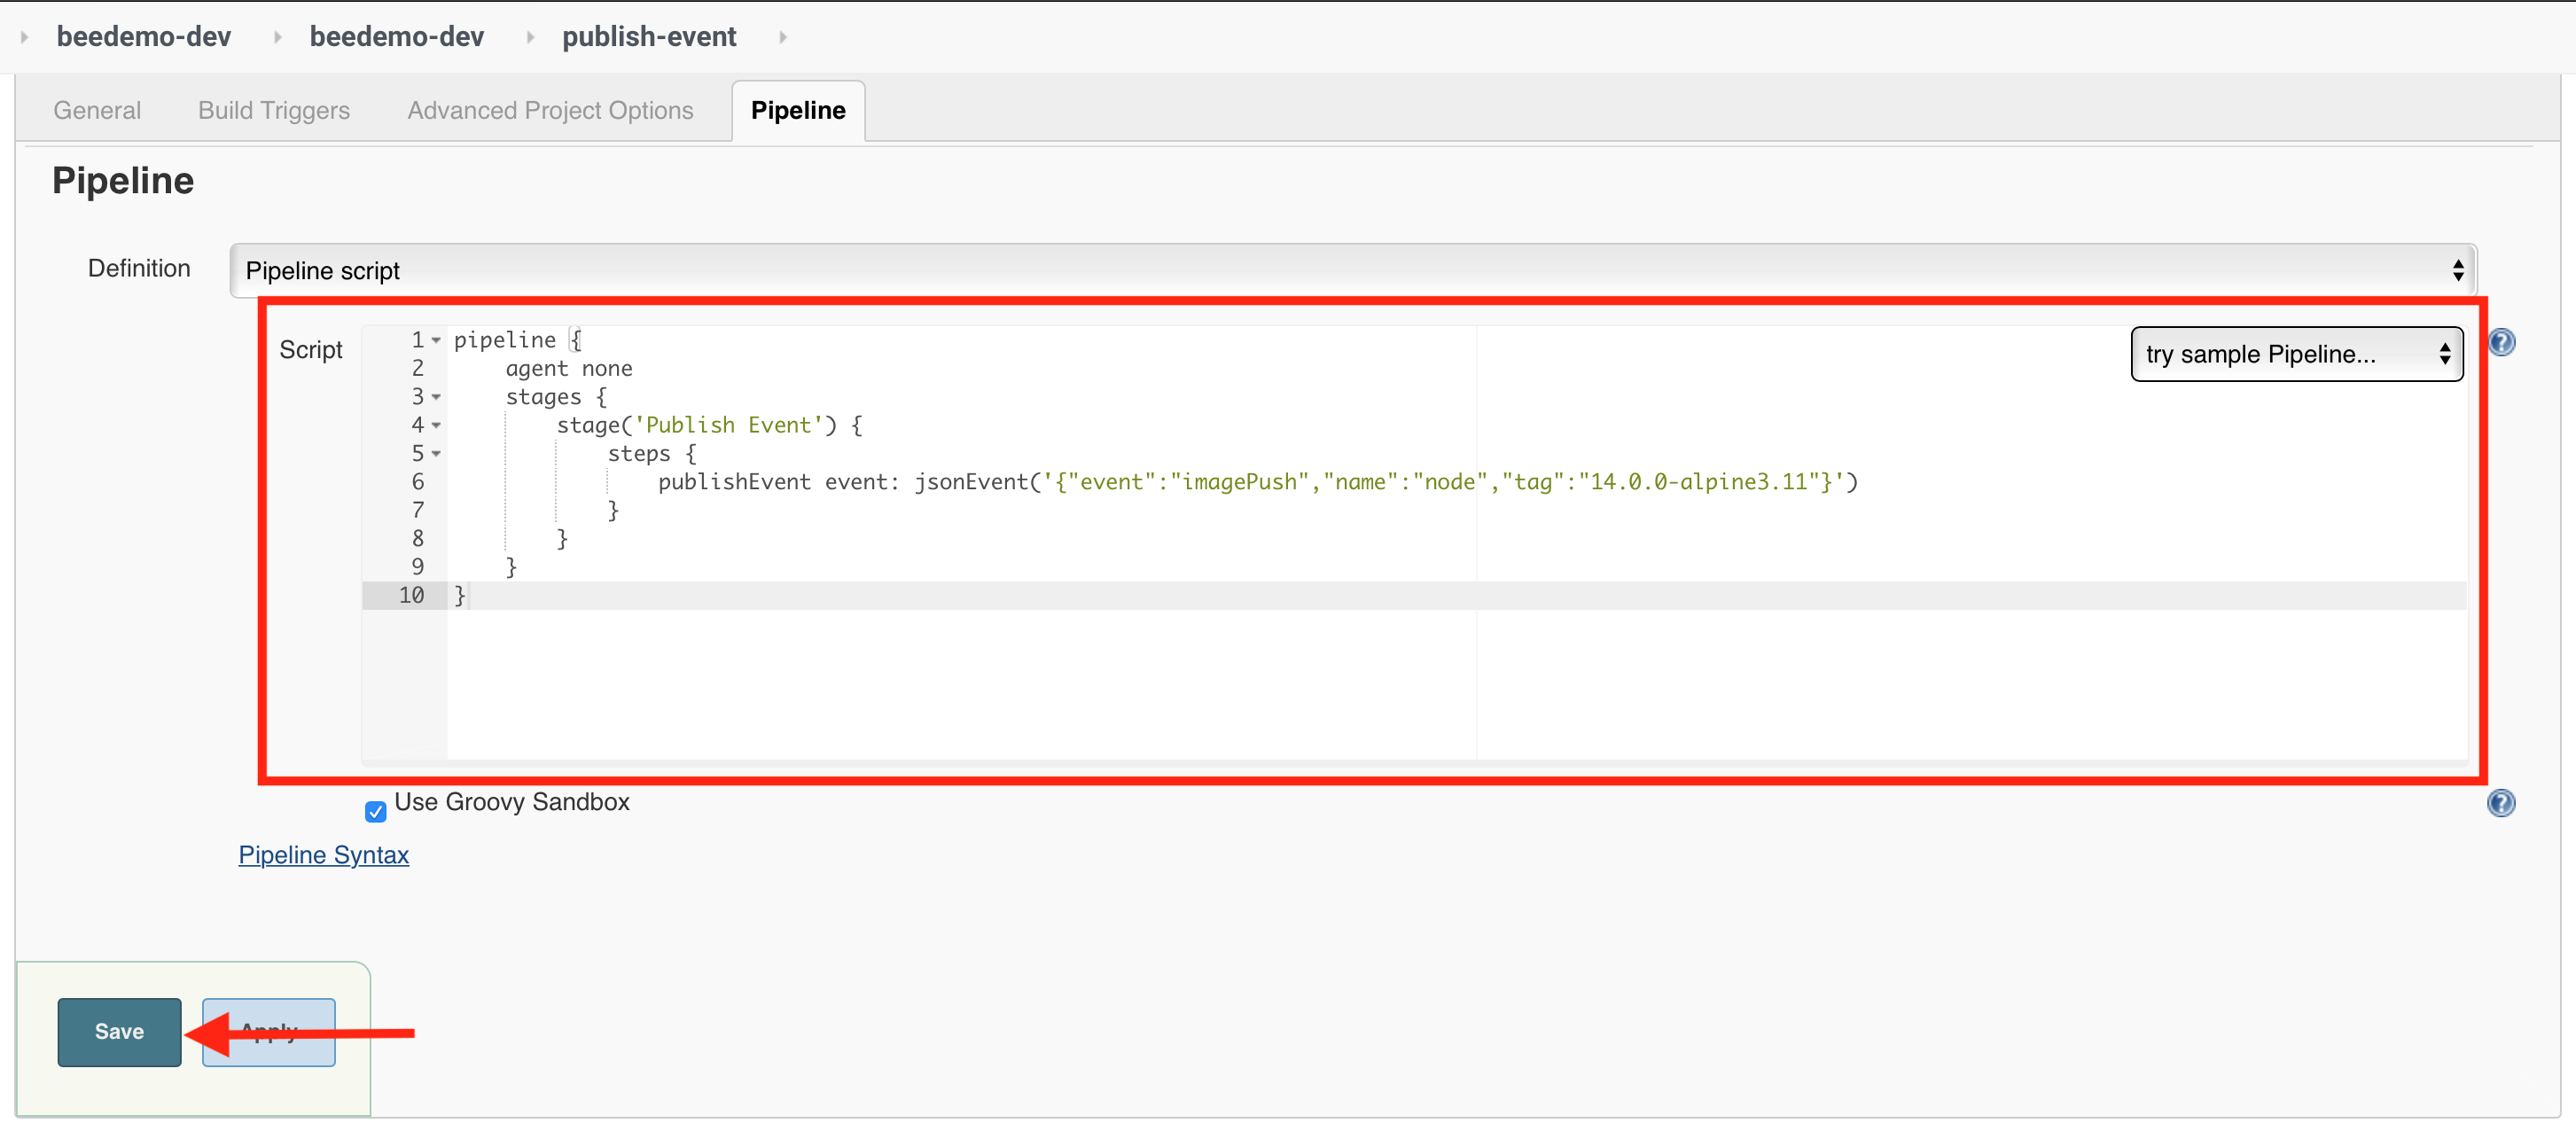 beedemo-dev beedemo-dev publish-event
General Build Triggers Advanced Project Options Pipeline
Pipeline
Definition Pipeline script
Script try sample Pipeline...
1 pipeline {
2     agent none
3     stages {
4         stage('Publish Event') {
5             steps {
6                 publishEvent event: jsonEvent('{"event":"imagePush","name":"node","tag":"14.0.0-alpine3.11"}')
7             }
8         }
9     }
10 }
Use Groovy Sandbox
Pipeline Syntax
Save Apply